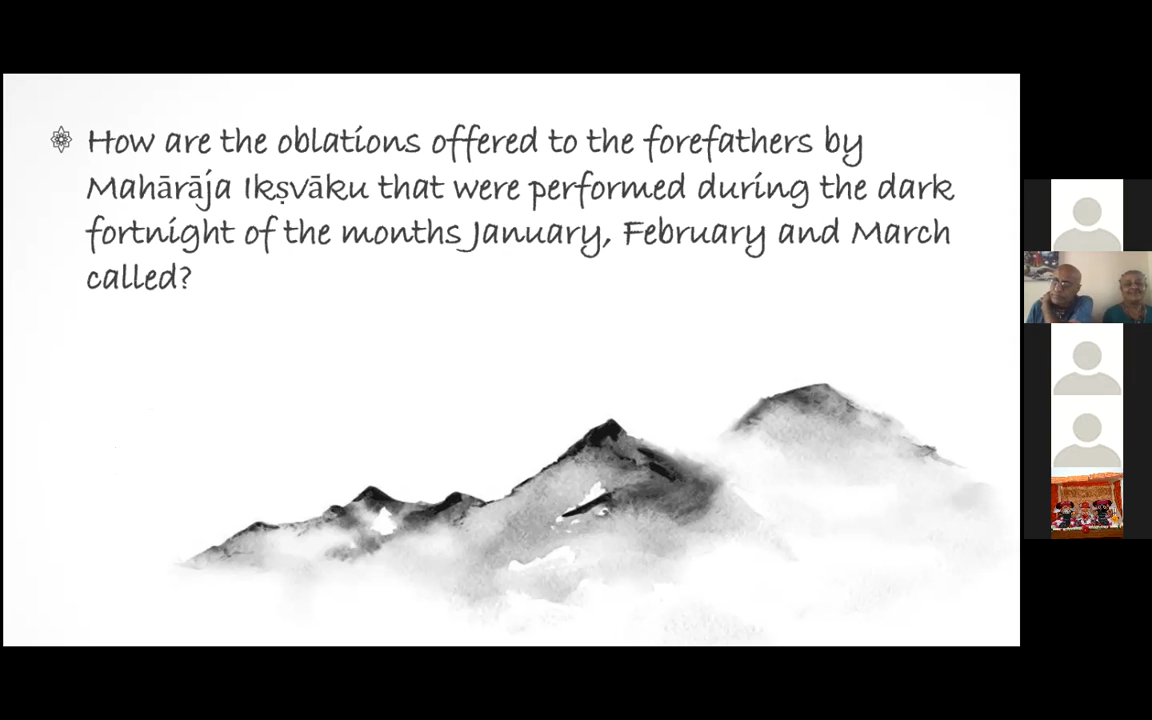 How are the oblations offered to the forefathers by
Mahārāja Ikṣvāku that were performed during the dark
fortnight of the months January, February and March
called?